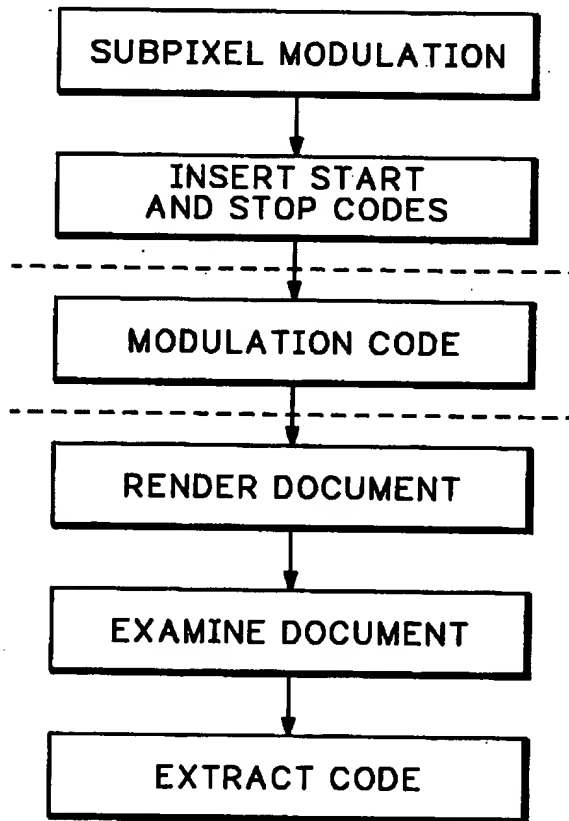 SUBPIXEL MODULATION
INSERT START
AND STOP CODES
MODULATION CODE
RENDER DOCUMENT
EXAMINE DOCUMENT
EXTRACT CODE